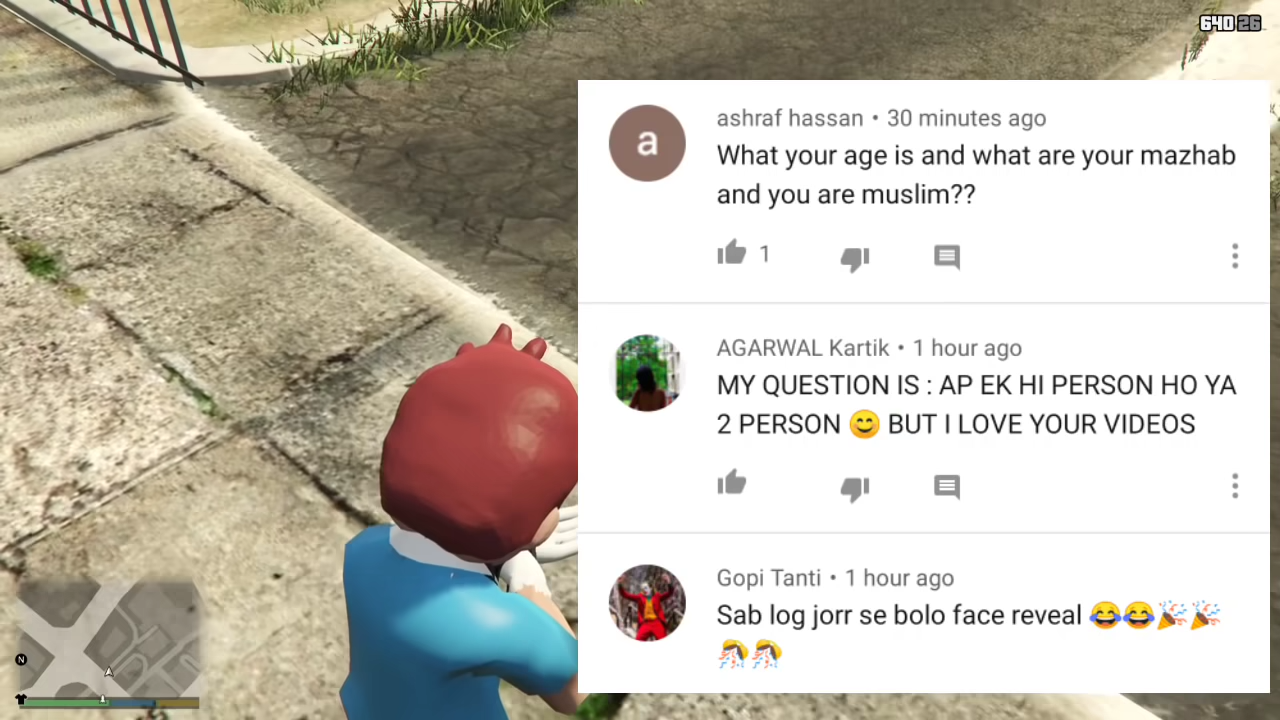 640 26
a
ashraf hassan • 30 minutes ago
What your age is and what are your mazhab
and you are muslim??
1
AGARWAL Kartik • 1 hour ago
MY QUESTION IS : AP EK HI PERSON HO YA
2 PERSON 😊 BUT I LOVE YOUR VIDEOS
Gopi Tanti • 1 hour ago
Sab log jorr se bolo face reveal 😂😂🎉🎉
🎊🎊
N